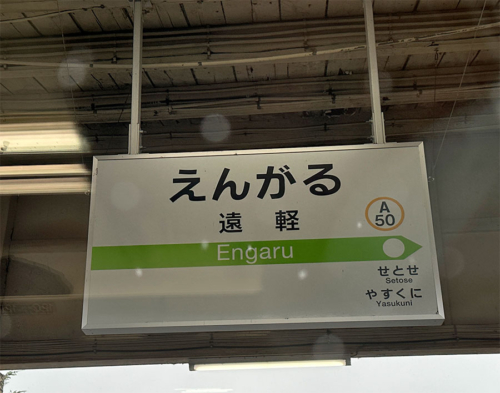 えんがる
遠軽
A
50
Engaru
せとせ
Setose
やすくに
Yasukuni